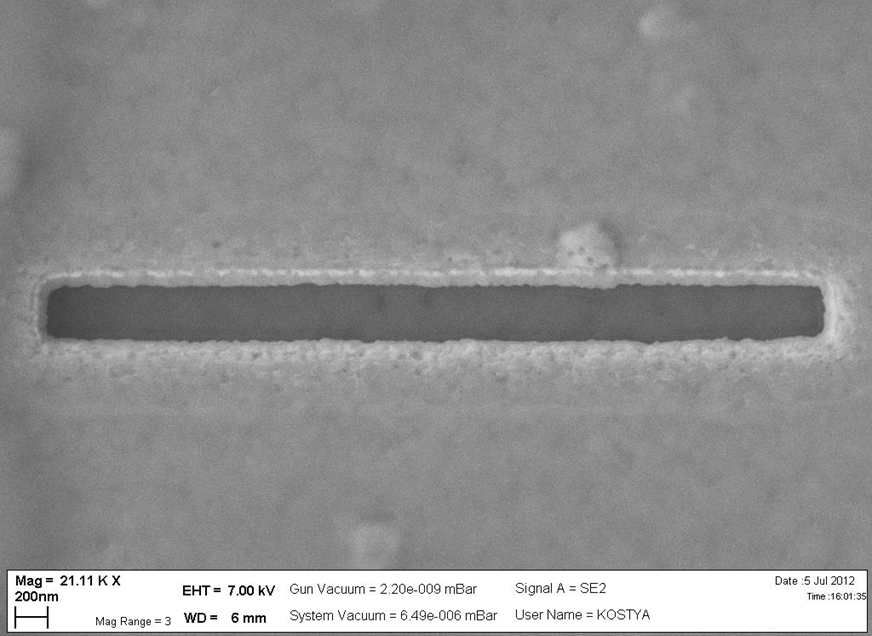 Mag = 21.11 K X
200nm
Mag Range = 3
EHT = 7.00 kV
WD = 6 mm
Gun Vacuum = 2.20e-009 mBar
System Vacuum = 6.49e-006 mBar
Signal A = SE2
User Name = KOSTYA
Date :5 Jul 2012
Time :16:01:35